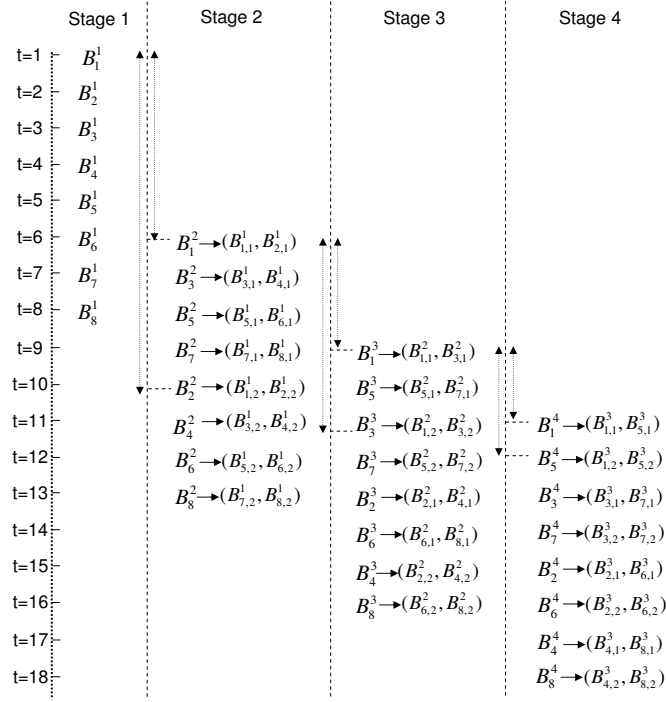 Stage 1 Stage 2 Stage 3 Stage 4
t=1 B_1^1
t=2 B_2^1
t=3 B_3^1
t=4 B_4^1
t=5 B_5^1
t=6 B_6^1 B_1^2→(B_{1,1}^1, B_{2,1}^1)
t=7 B_7^1 B_3^2→(B_{3,1}^1, B_{4,1}^1)
t=8 B_8^1 B_5^2→(B_{5,1}^1, B_{6,1}^1)
t=9 B_7^2→(B_{7,1}^1, B_{8,1}^1) B_1^3→(B_{1,1}^2, B_{3,1}^2)
t=10 B_2^2→(B_{1,2}^1, B_{2,2}^1) B_5^3→(B_{5,1}^2, B_{7,1}^2)
t=11 B_4^2→(B_{3,2}^1, B_{4,2}^1) B_3^3→(B_{1,2}^2, B_{3,2}^2) B_1^4→(B_{1,1}^3, B_{5,1}^3)
t=12 B_6^2→(B_{5,2}^1, B_{6,2}^1) B_7^3→(B_{5,2}^2, B_{7,2}^2) B_5^4→(B_{1,2}^3, B_{5,2}^3)
t=13 B_8^2→(B_{7,2}^1, B_{8,2}^1) B_2^3→(B_{2,1}^2, B_{4,1}^2) B_3^4→(B_{3,1}^3, B_{7,1}^3)
t=14 B_6^3→(B_{6,1}^2, B_{8,1}^2) B_7^4→(B_{3,2}^3, B_{7,2}^3)
t=15 B_4^3→(B_{2,2}^2, B_{4,2}^2) B_2^4→(B_{2,1}^3, B_{6,1}^3)
t=16 B_8^3→(B_{6,2}^2, B_{8,2}^2) B_6^4→(B_{2,2}^3, B_{6,2}^3)
t=17 B_4^4→(B_{4,1}^3, B_{8,1}^3)
t=18 B_8^4→(B_{4,2}^3, B_{8,2}^3)